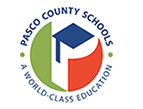 PASCO COUNTY SCHOOLS
A WORLD-CLASS EDUCATION